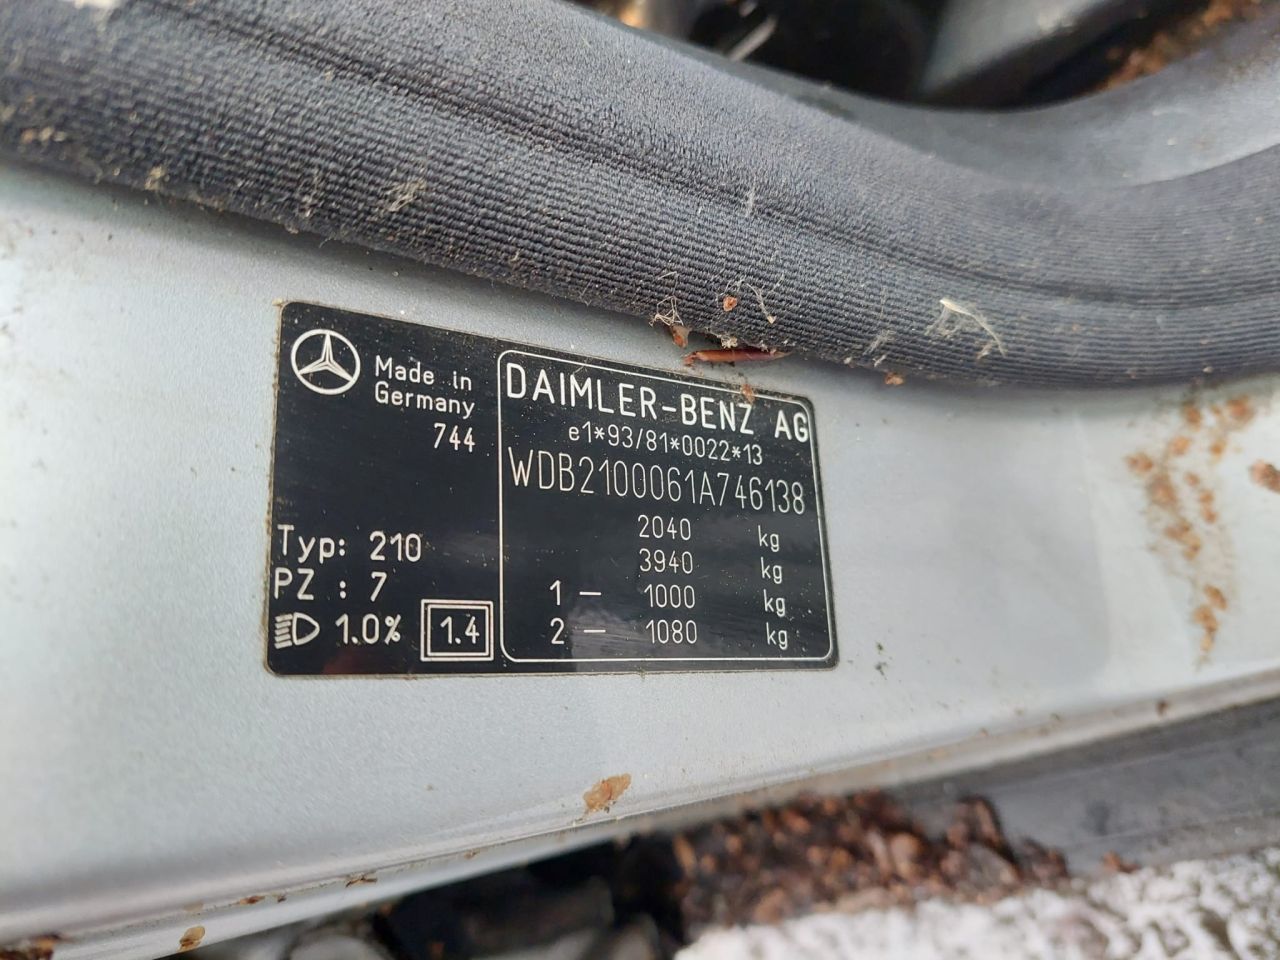 Made in
Germany
744
Typ: 210
PZ : 7
1.0%
1.4
DAIMLER-BENZ AG
e1*93/81*0022*13
WDB2100061A746138
2040 kg
3940 kg
1 – 1000 kg
2 – 1080 kg